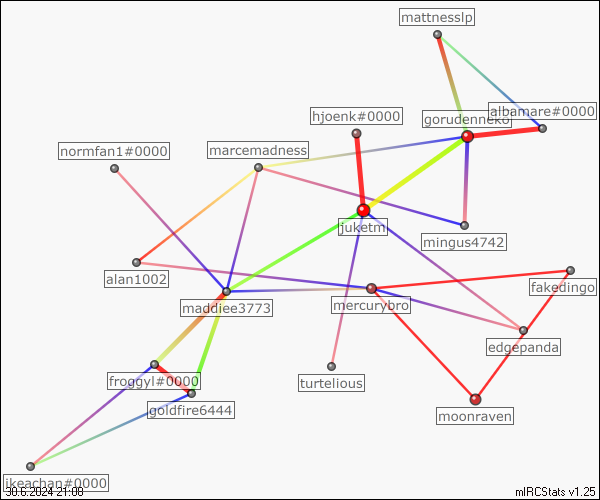 mattnesslp
hjoenk#0000
gorudenneko
albamare#0000
normfan1#0000
marcemadness
juketm
mingus4742
alan1002
fakedingo
maddiee3773
mercurybro
edgepanda
froggyl#0000
turtelious
goldfire6444
moonraven
ikeachan#0000
30.6.2024 21:08
mIRCStats v1.25